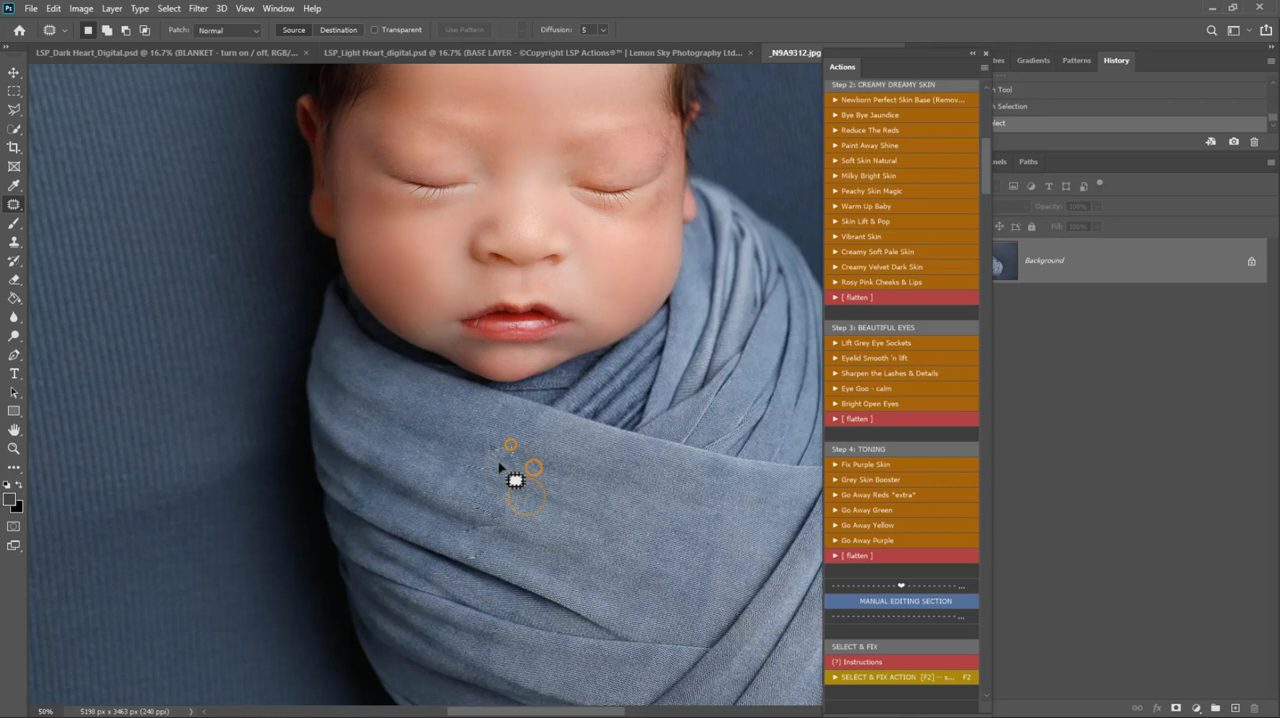 Ps File Edit Image Layer Type Select Filter 3D View Window Help
Patch: Normal Source Destination Transparent Use Pattern Diffusion: 5
LSP_Dark Heart_Digital.psd @ 16.7% (BLANKET - turn on / off, RGB/... × LSP_Light Heart_digital.psd @ 16.7% (BASE LAYER - ©Copyright LSP Actions®™ | Lemon Sky Photography Ltd... × _N9A9312.jpg
Actions
Gradients Patterns History
Step 2: CREAMY DREAMY SKIN
Newborn Perfect Skin Base (Remov...
Bye Bye Jaundice
Reduce The Reds
Paint Away Shine
Soft Skin Natural
Milky Bright Skin
Peachy Skin Magic
Warm Up Baby
Skin Lift & Pop
Vibrant Skin
Creamy Soft Pale Skin
Creamy Velvet Dark Skin
Rosy Pink Cheeks & Lips
[ flatten ]
Step 3: BEAUTIFUL EYES
Lift Grey Eye Sockets
Eyelid Smooth 'n lift
Sharpen the Lashes & Details
Eye Goo - calm
Bright Open Eyes
[ flatten ]
Step 4: TONING
Fix Purple Skin
Grey Skin Booster
Go Away Reds *extra*
Go Away Green
Go Away Yellow
Go Away Purple
[ flatten ]
MANUAL EDITING SECTION
SELECT & FIX
(?) Instructions
SELECT & FIX ACTION [F2] -- s... F2
Tool
Selection
Paths
Opacity: 100%
Fill: 100%
Background
50% 5198 px x 3463 px (240 ppi)